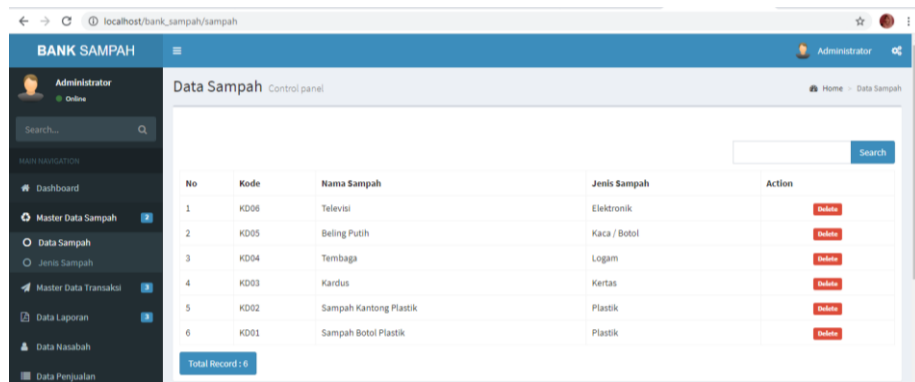 localhost/bank_sampah/sampah
BANK SAMPAH
Administrator
Administrator
Online
Data Sampah Control panel
Home > Data Sampah
Search...
Search
MAIN NAVIGATION
Dashboard
Master Data Sampah 2
Data Sampah
Jenis Sampah
Master Data Transaksi 3
Data Laporan 3
Data Nasabah
Data Penjualan
No Kode Nama Sampah Jenis Sampah Action
1 KD06 Televisi Elektronik Delete
2 KD05 Beling Putih Kaca / Botol Delete
3 KD04 Tembaga Logam Delete
4 KD03 Kardus Kertas Delete
5 KD02 Sampah Kantong Plastik Plastik Delete
6 KD01 Sampah Botol Plastik Plastik Delete
Total Record : 6